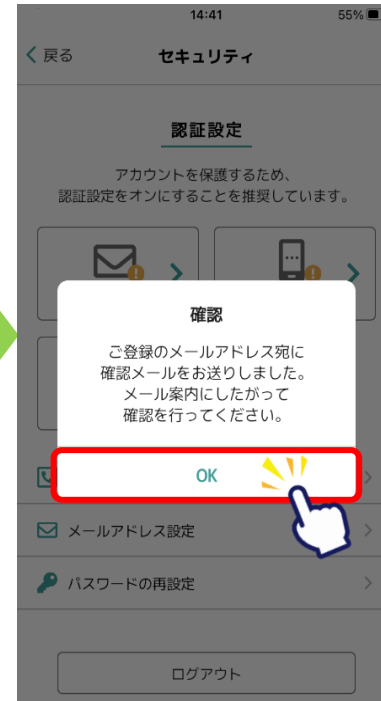 14:41
55%
戻る
セキュリティ
認証設定
アカウントを保護するため、
認証設定をオンにすることを推奨しています。
確認
ご登録のメールアドレス宛に
確認メールをお送りしました。
メール案内にしたがって
確認を行ってください。
OK
メールアドレス設定
パスワードの再設定
ログアウト